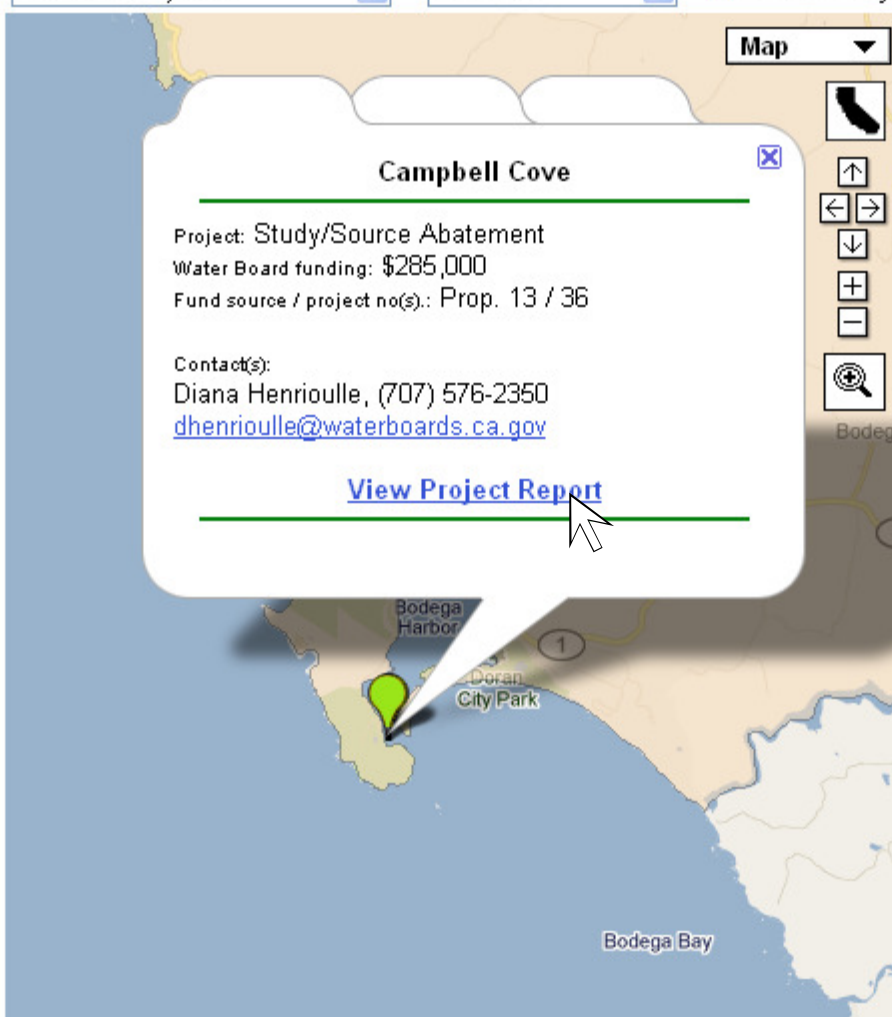 Map
Campbell Cove
Project: Study/Source Abatement
Water Board funding: $285,000
Fund source / project no(s).: Prop. 13 / 36
Contact(s):
Diana Henrioulle, (707) 576-2350
dhenrioulle@waterboards.ca.gov
View Project Report
Bodeg
Bodega
Harbor
1
Doran
City Park
Bodega Bay